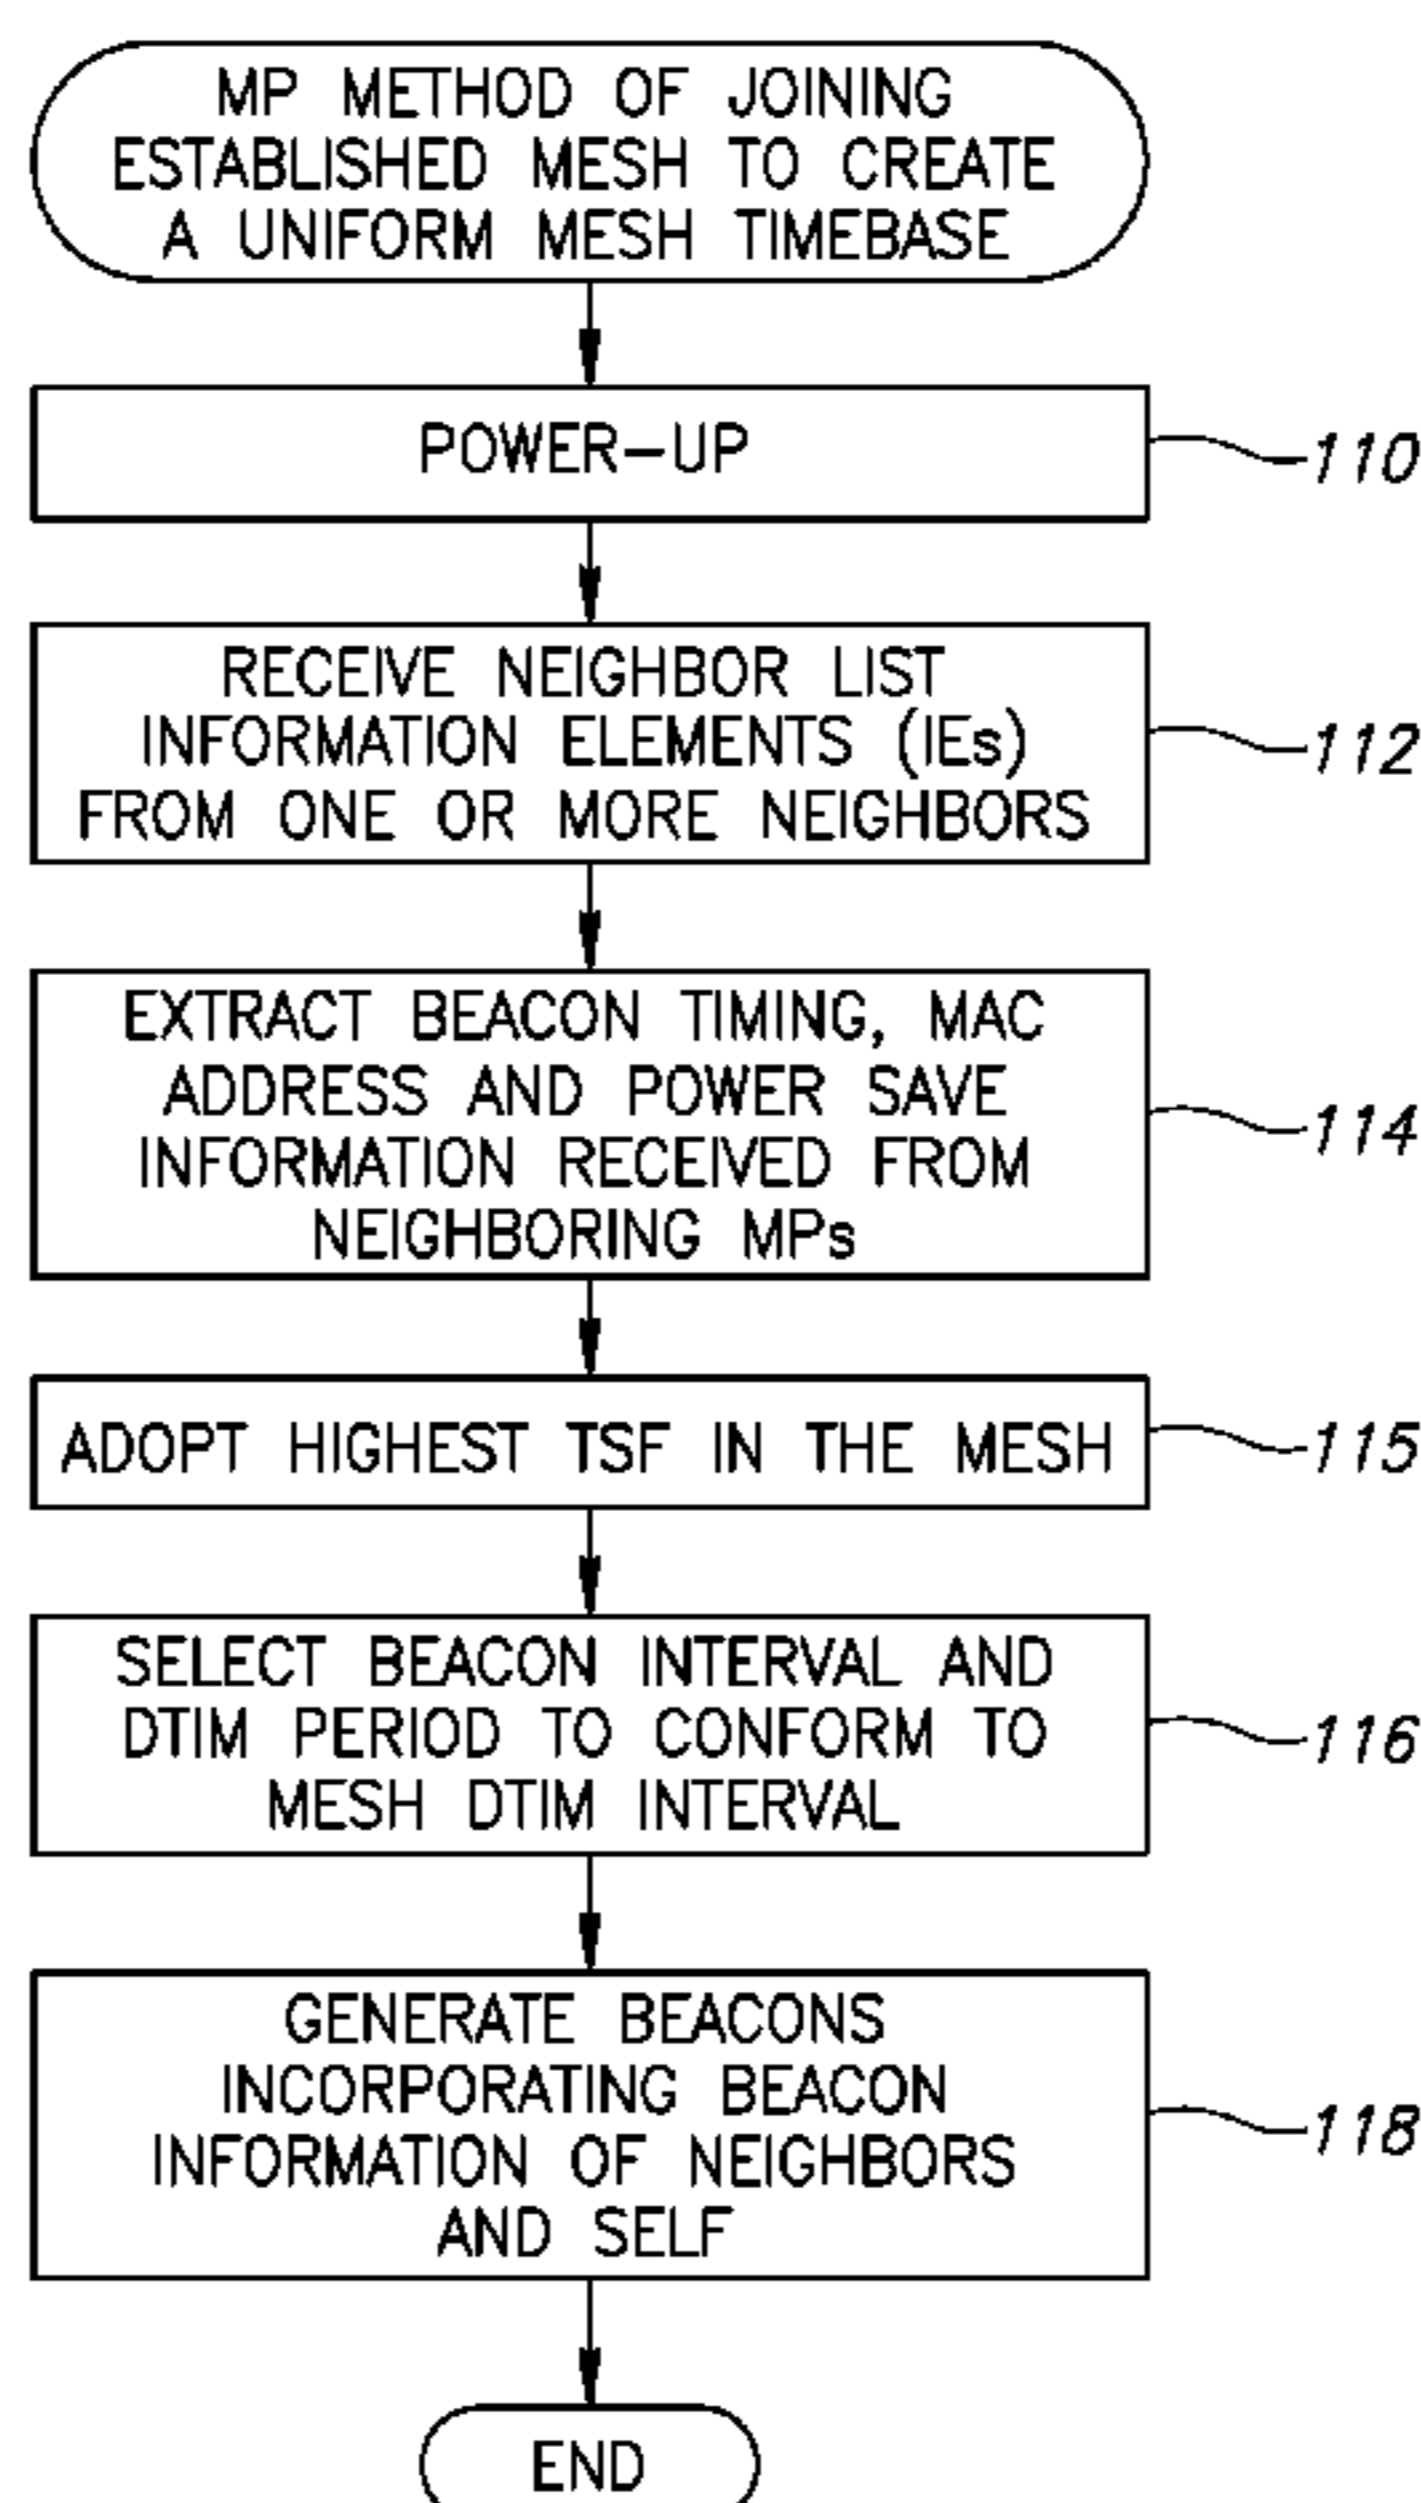 MP METHOD OF JOINING
ESTABLISHED MESH TO CREATE
A UNIFORM MESH TIMEBASE
POWER-UP
110
RECEIVE NEIGHBOR LIST
INFORMATION ELEMENTS (IEs)
FROM ONE OR MORE NEIGHBORS
112
EXTRACT BEACON TIMING, MAC
ADDRESS AND POWER SAVE
INFORMATION RECEIVED FROM
NEIGHBORING MPs
114
ADOPT HIGHEST TSF IN THE MESH
115
SELECT BEACON INTERVAL AND
DTIM PERIOD TO CONFORM TO
MESH DTIM INTERVAL
116
GENERATE BEACONS
INCORPORATING BEACON
INFORMATION OF NEIGHBORS
AND SELF
118
END